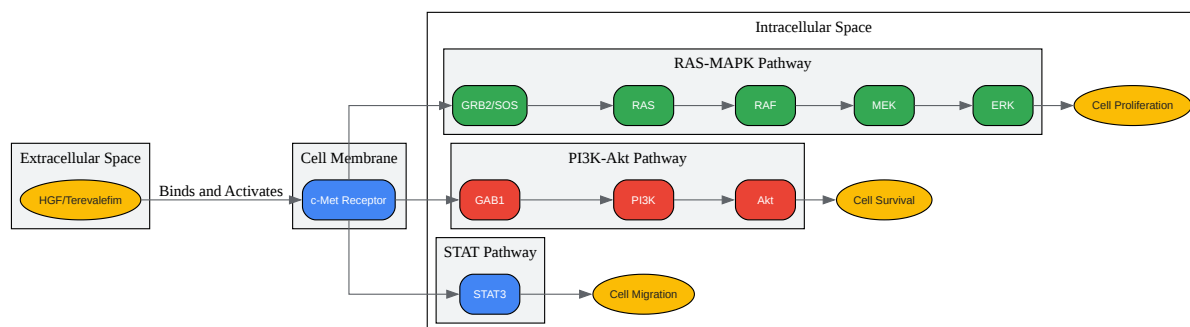 Intracellular Space
RAS-MAPK Pathway
GRB2/SOS
RAS
RAF
MEK
ERK
Cell Proliferation
Extracellular Space
HGF/Terevalefim
Binds and Activates
Cell Membrane
c-Met Receptor
PI3K-Akt Pathway
GAB1
PI3K
Akt
Cell Survival
STAT Pathway
STAT3
Cell Migration